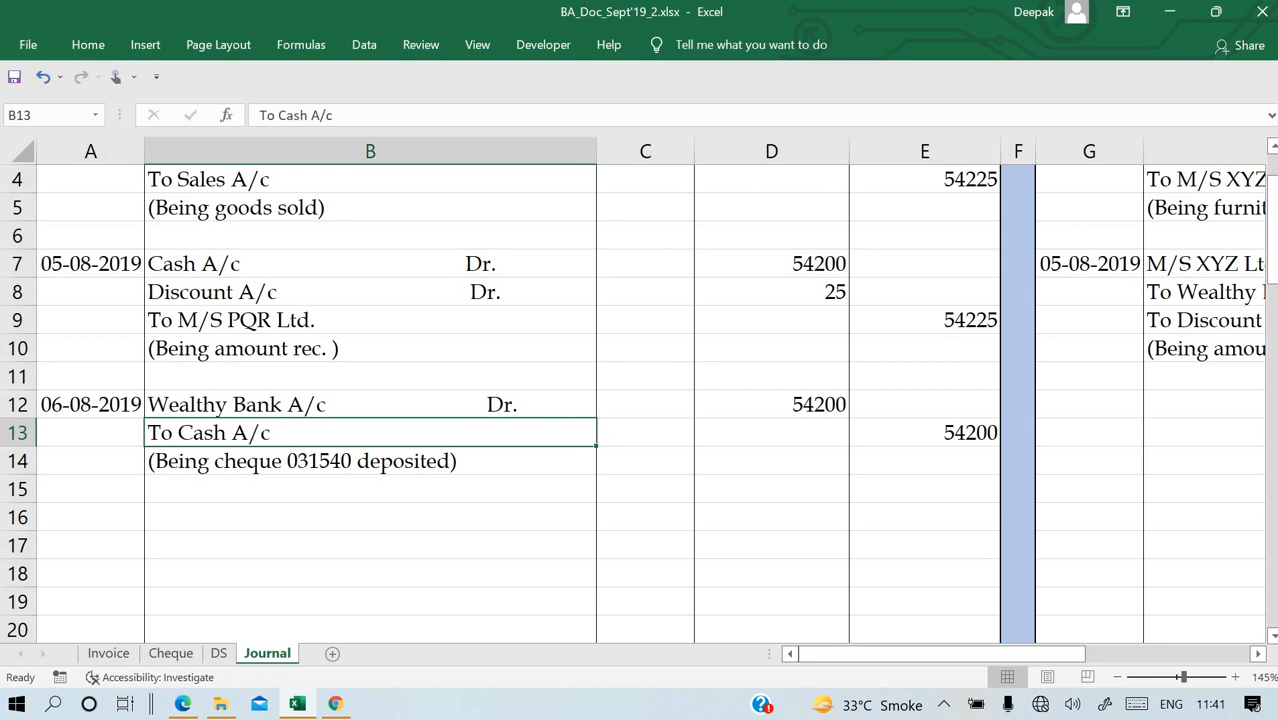 BA_Doc_Sept'19_2.xlsx - Excel
Deepak
File Home Insert Page Layout Formulas Data Review View Developer Help Tell me what you want to do Share
B13 fx To Cash A/c
A B C D E F G
4 To Sales A/c 54225 To M/S XYZ
5 (Being goods sold) (Being furnit
6
7 05-08-2019 Cash A/c Dr. 54200 05-08-2019 M/S XYZ Lt
8 Discount A/c Dr. 25 To Wealthy
9 To M/S PQR Ltd. 54225 To Discount
10 (Being amount rec. ) (Being amou
11
12 06-08-2019 Wealthy Bank A/c Dr. 54200
13 To Cash A/c 54200
14 (Being cheque 031540 deposited)
15
16
17
18
19
20
Invoice Cheque DS Journal
Ready Accessibility: Investigate 145%
33°C Smoke ENG 11:41